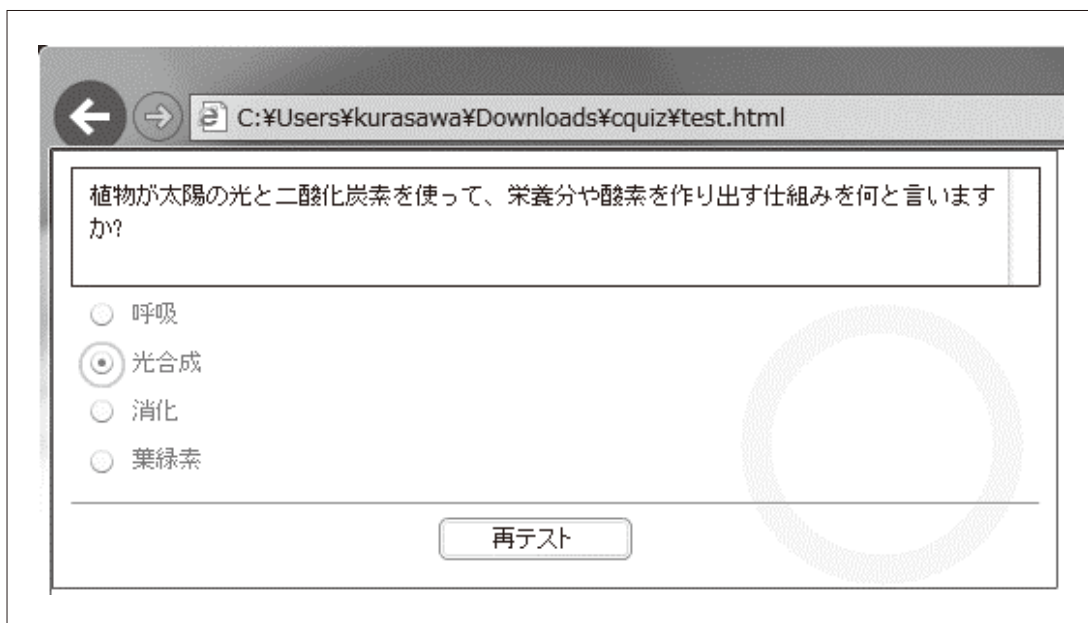 C:¥Users¥kurasawa¥Downloads¥cquiz¥test.html
植物が太陽の光と二酸化炭素を使って、栄養分や酸素を作り出す仕組みを何と言います
か?
呼吸
光合成
消化
葉緑素
再テスト